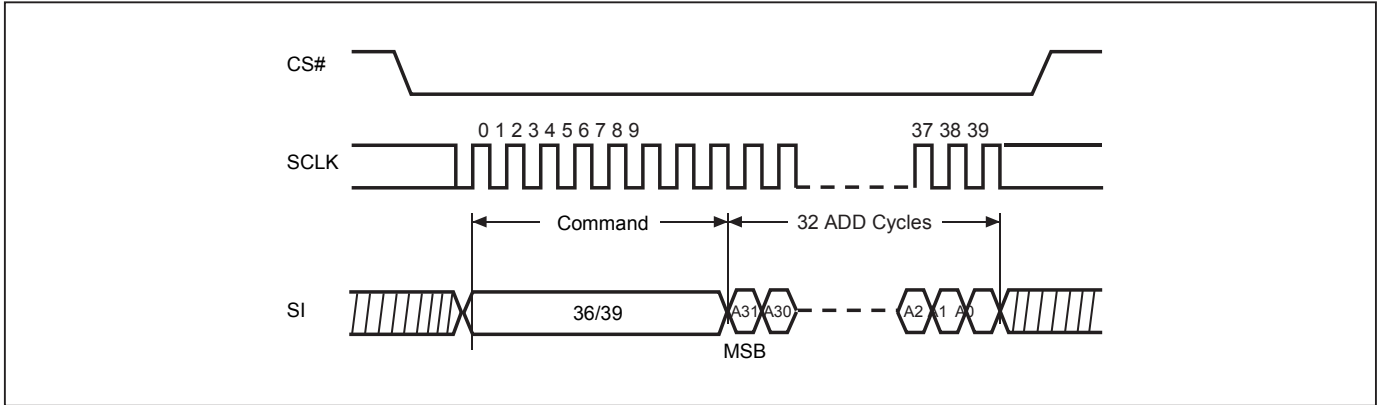 CS#
0 1 2 3 4 5 6 7 8 9 37 38 39
SCLK
Command 32 ADD Cycles
SI 36/39 A31 A30 A2 A1 A0
MSB